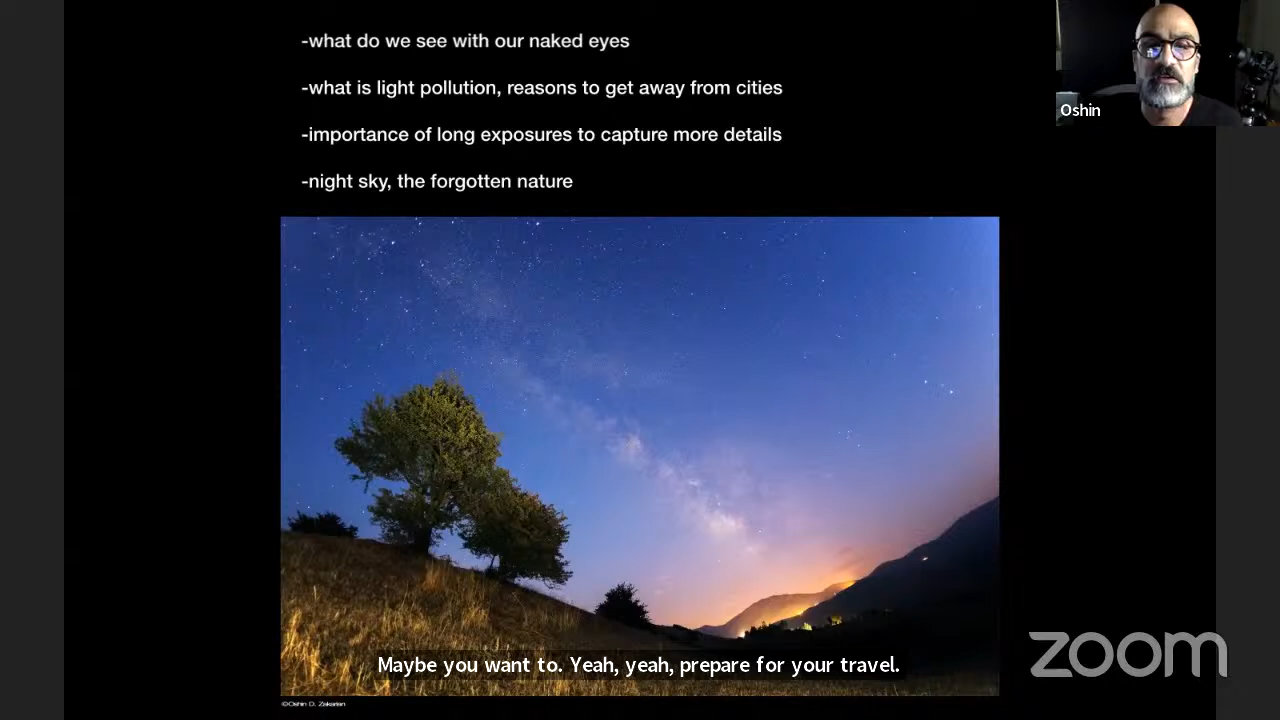 -what do we see with our naked eyes
-what is light pollution, reasons to get away from cities
-importance of long exposures to capture more details
-night sky, the forgotten nature
Oshin
Maybe you want to. Yeah, yeah, prepare for your travel.
zoom
©Oshin D. Zakarian